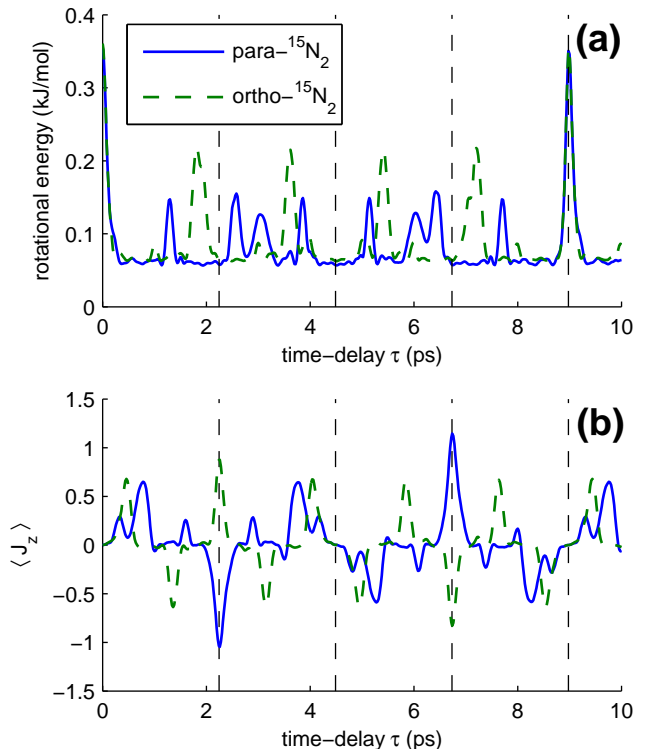 (a)
para−¹⁵N₂
ortho−¹⁵N₂
rotational energy (kJ/mol)
0.4
0.3
0.2
0.1
0
0 2 4 6 8 10
time−delay τ (ps)
(b)
⟨ J_z ⟩
1.5
1
0.5
0
−0.5
−1
−1.5
0 2 4 6 8 10
time−delay τ (ps)